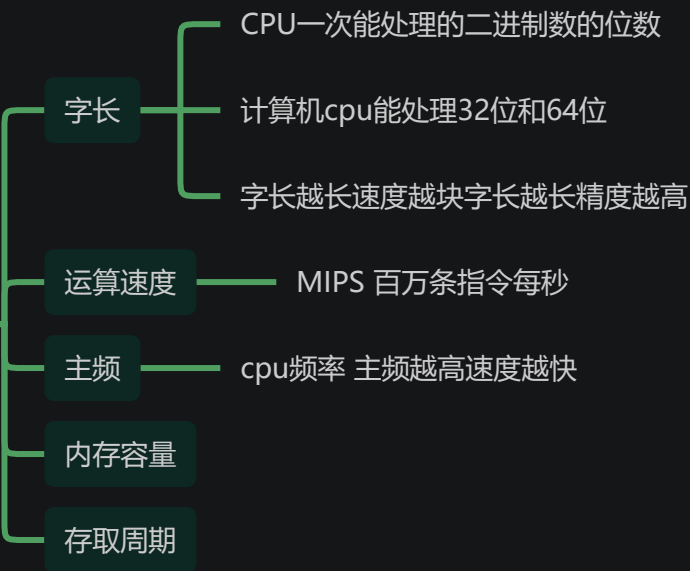 CPU一次能处理的二进制数的位数
字长
计算机cpu能处理32位和64位
字长越长速度越块字长越长精度越高
运算速度
MIPS 百万条指令每秒
主频
cpu频率 主频越高速度越快
内存容量
存取周期